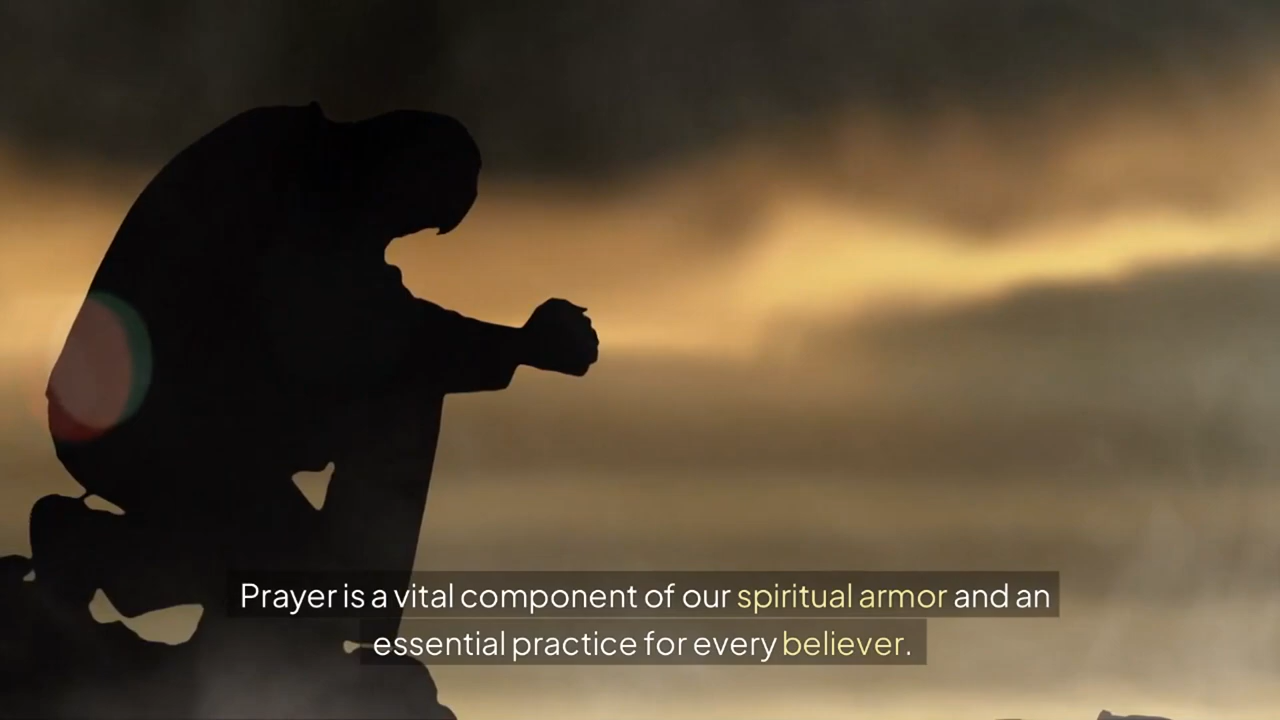 Prayer is a vital component of our spiritual armor and an
essential practice for every believer.